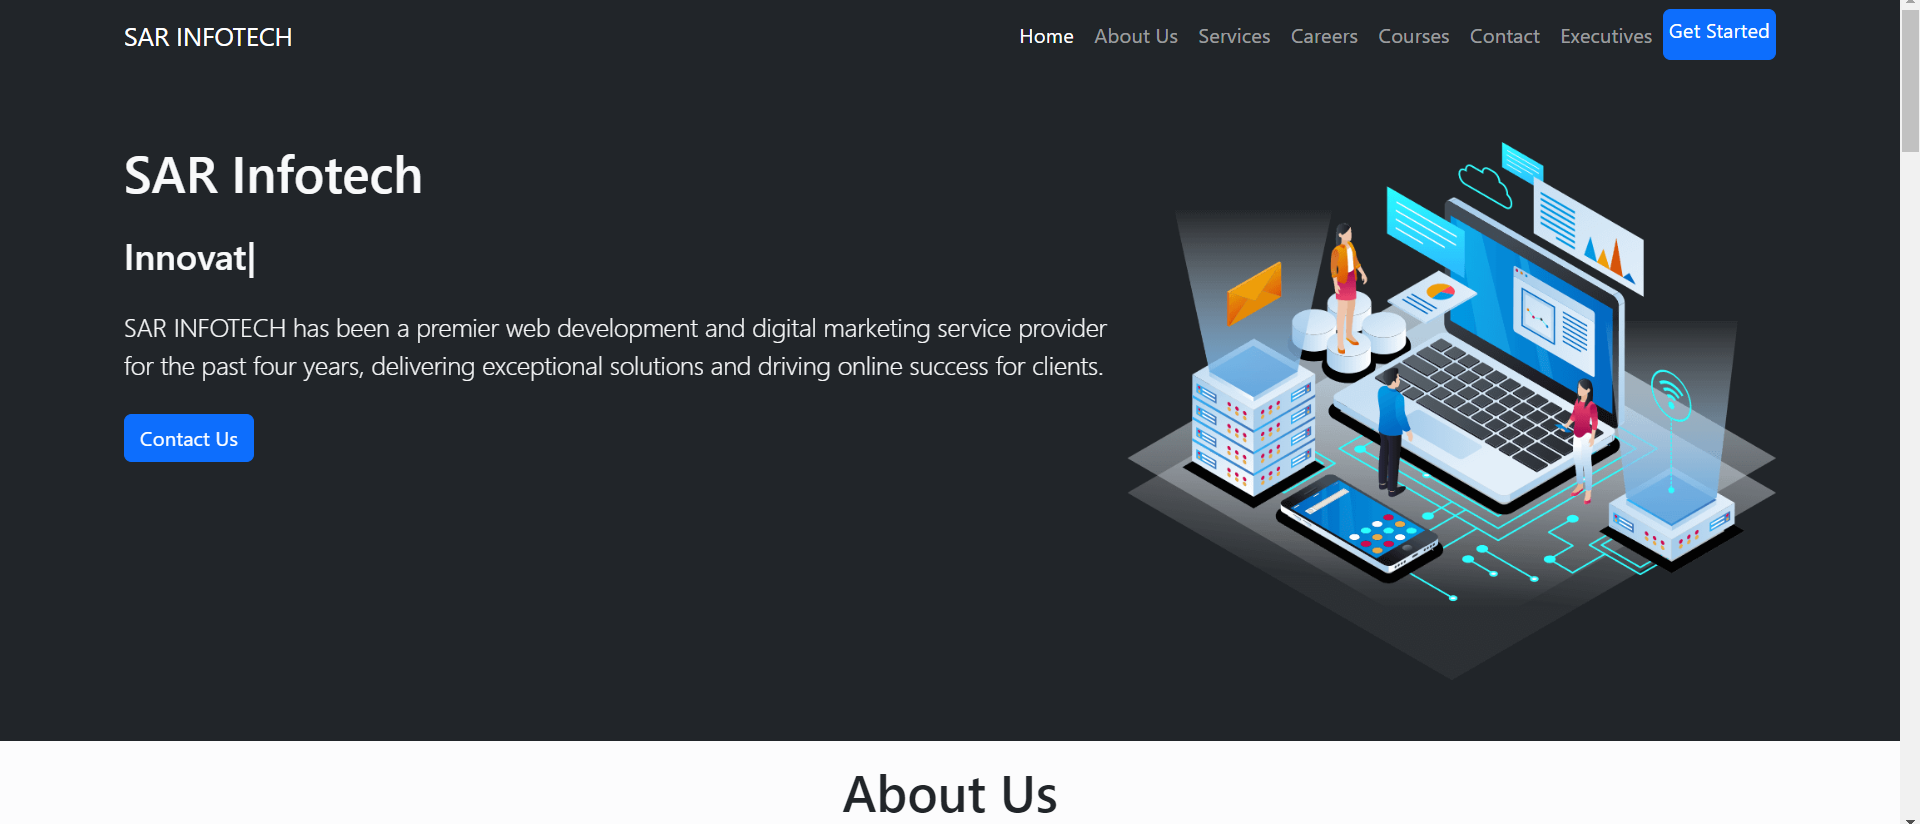 SAR INFOTECH
Home About Us Services Careers Courses Contact Executives Get Started
SAR Infotech
Innovat|
SAR INFOTECH has been a premier web development and digital marketing service provider
for the past four years, delivering exceptional solutions and driving online success for clients.
Contact Us
About Us